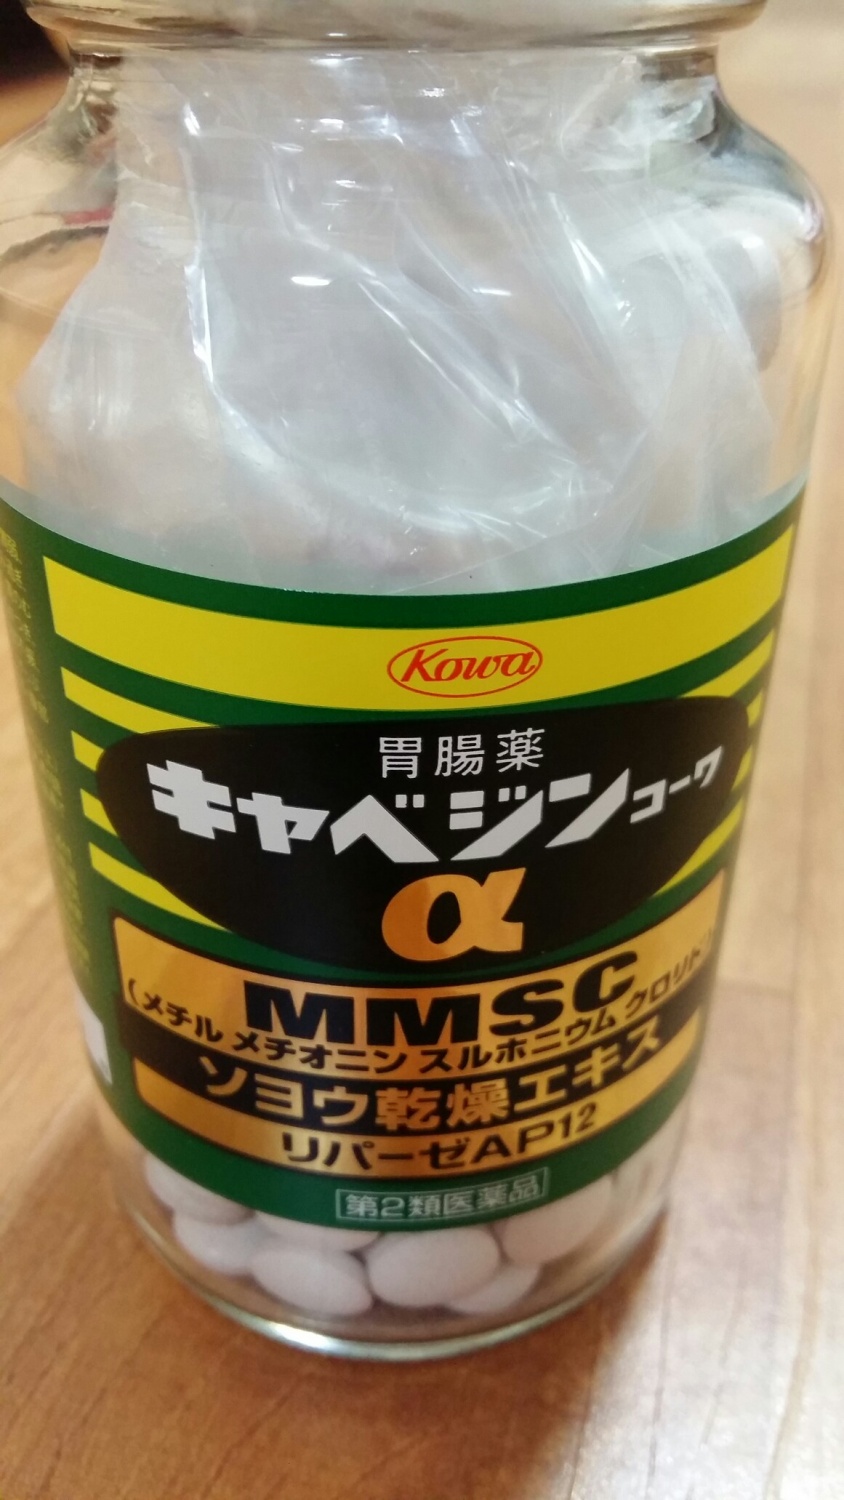 Kowa
胃腸薬
キャベジンコーワ
α
MMSC
(メチル メチオニン スルホニウム クロリド)
ソヨウ乾燥エキス
リパーゼAP12
第2類医薬品